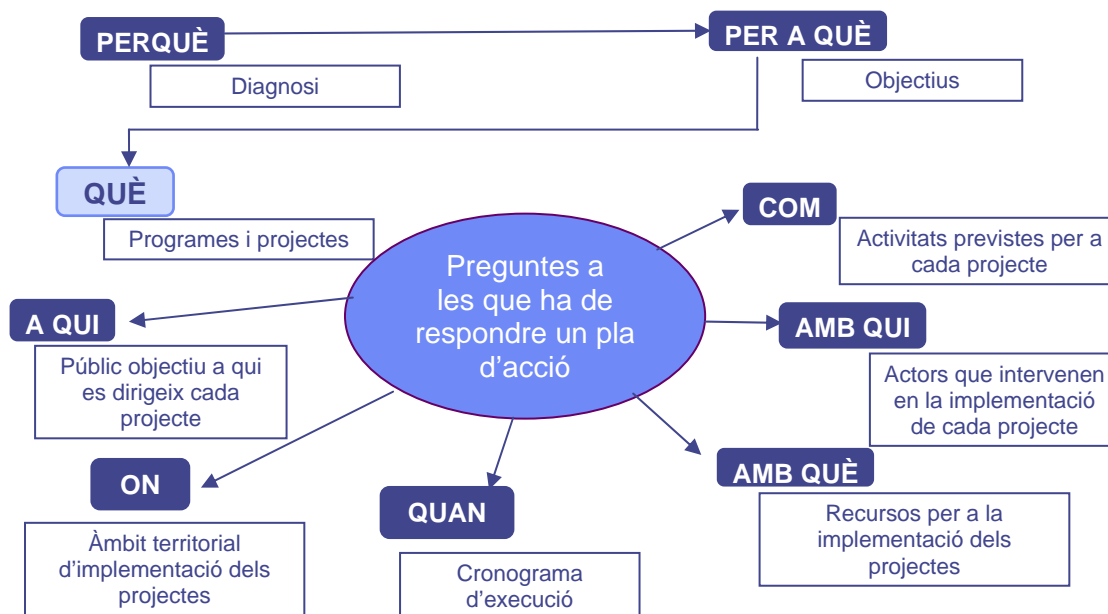 PERQUÈ
Diagnosi
PER A QUÈ
Objectius
QUÈ
Programes i projectes
Preguntes a
les que ha de
respondre un pla
d’acció
COM
Activitats previstes per a
cada projecte
A QUI
Públic objectiu a qui
es dirigeix cada
projecte
AMB QUI
Actors que intervenen
en la implementació
de cada projecte
ON
Àmbit territorial
d’implementació dels
projectes
QUAN
Cronograma
d’execució
AMB QUÈ
Recursos per a la
implementació dels
projectes